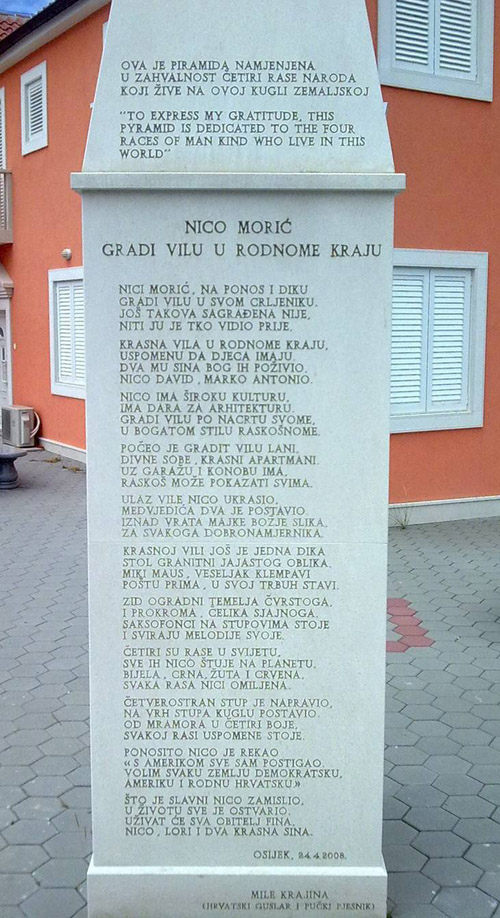 OVA JE PIRAMIDA NAMJENJENA
U ZAHVALNOST ČETIRI RASE NARODA
KOJI ŽIVE NA OVOJ KUGLI ZEMALJSKOJ
"TO EXPRESS MY GRATITUDE, THIS
PYRAMID IS DEDICATED TO THE FOUR
RACES OF MAN KIND WHO LIVE IN THIS
WORLD"
NICO MORIĆ
GRADI VILU U RODNOME KRAJU
NICI MORIĆ, NA PONOS I DIKU
GRADI VILU U SVOM CRLJENIKU.
JOŠ TAKOVA SAGRAĐENA NIJE,
NITI JU JE TKO VIDIO PRIJE.
KRASNA VILA U RODNOME KRAJU,
USPOMENU DA DJECA IMAJU.
DVA MU SINA BOG IH POŽIVIO.
NICO DAVID, MARKO ANTONIO.
NICO IMA ŠIROKU KULTURU,
IMA DARA ZA ARHITEKTURU.
GRADI VILU PO NACRTU SVOME,
U BOGATOM STILU RASKOŠNOME.
POČEO JE GRADIT VILU LANI,
DIVNE SOBE, KRASNI APARTMANI.
UZ GARAŽU I KONOBU IMA
RASKOŠ MOŽE POKAZATI SVIMA.
ULAZ VILE NICO UKRASIO,
MEDVJEDIĆA DVA JE POSTAVIO
IZNAD VRATA MAJKE BOŽJE SLIKA,
ZA SVAKOGA DOBRONAMJERNIKA.
KRASNOJ VILI JOŠ JE JEDNA DIKA
STOL GRANITNI JAJASTOG OBLIKA.
MIKI MAUS, VESELJAK KLEMPAVI
POŠTU PRIMA, U SVOJ TRBUH STAVI.
ZID OGRADNI TEMELJA ČVRSTOGA,
I PROKROMA, ČELIKA SJAJNOGA.
SAKSOFONCI NA STUPOVIMA STOJE
I SVIRAJU MELODIJE SVOJE.
ČETIRI SU RASE U SVIJETU,
SVE IH NICO ŠTUJE NA PLANETU.
BIJELA, CRNA, ŽUTA I CRVENA.
SVAKA RASA NICI OMILJENA.
ČETVEROSTRAN STUP JE NAPRAVIO,
NA VRH STUPA KUGLU POSTAVIO.
OD MRAMORA U ČETIRI BOJE,
SVAKOJ RASI USPOMENE STOJE.
PONOSITO NICO JE REKAO
«S AMERIKOM SVE SAM POSTIGAO.
VOLIM SVAKU ZEMLJU DEMOKRATSKU,
AMERIKU I RODNU HRVATSKU»
ŠTO JE SLAVNI NICO ZAMISLIO,
U ŽIVOTU SVE JE OSTVARIO.
UŽIVAT ĆE SVA OBITELJ FINA.
NICO, LORI I DVA KRASNA SINA.
OSIJEK, 24.4.2008.
MILE KRAJINA
(HRVATSKI GUSLAR I PUČKI PJESNIK)